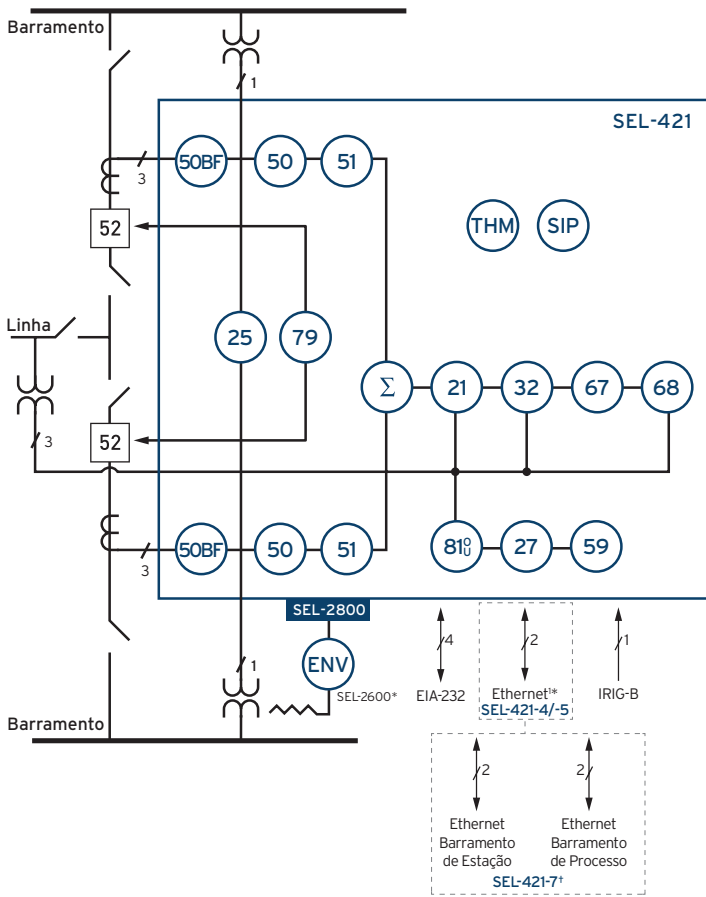 Barramento
1
SEL-421
50BF
50
51
3
THM
SIP
52
Linha
25
79
Σ
21
32
67
68
3
52
50BF
50
51
3
81OU
27
59
SEL-2800
1
ENV
SEL-2600*
4
2
1
EIA-232
Ethernet¹*
IRIG-B
SEL-421-4/-5
Barramento
2
2
Ethernet
Barramento
de Estação
Ethernet
Barramento
de Processo
SEL-421-7†